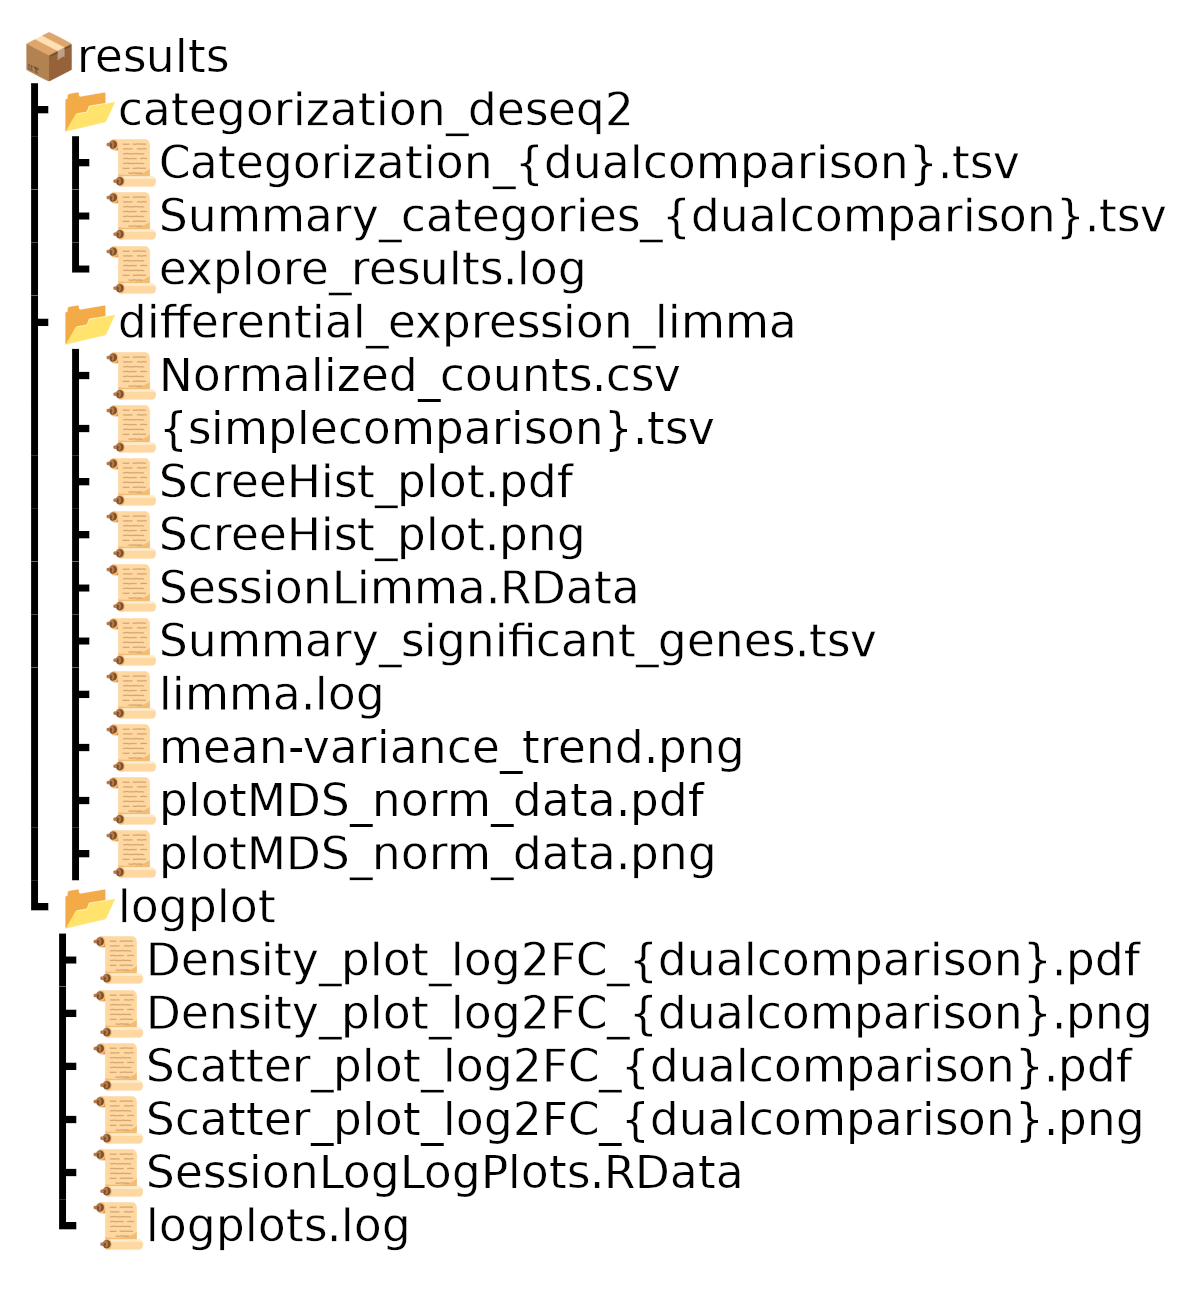 results
categorization_deseq2
Categorization_{dualcomparison}.tsv
Summary_categories_{dualcomparison}.tsv
explore_results.log
differential_expression_limma
Normalized_counts.csv
{simplecomparison}.tsv
ScreeHist_plot.pdf
ScreeHist_plot.png
SessionLimma.RData
Summary_significant_genes.tsv
limma.log
mean-variance_trend.png
plotMDS_norm_data.pdf
plotMDS_norm_data.png
logplot
Density_plot_log2FC_{dualcomparison}.pdf
Density_plot_log2FC_{dualcomparison}.png
Scatter_plot_log2FC_{dualcomparison}.pdf
Scatter_plot_log2FC_{dualcomparison}.png
SessionLogLogPlots.RData
logplots.log